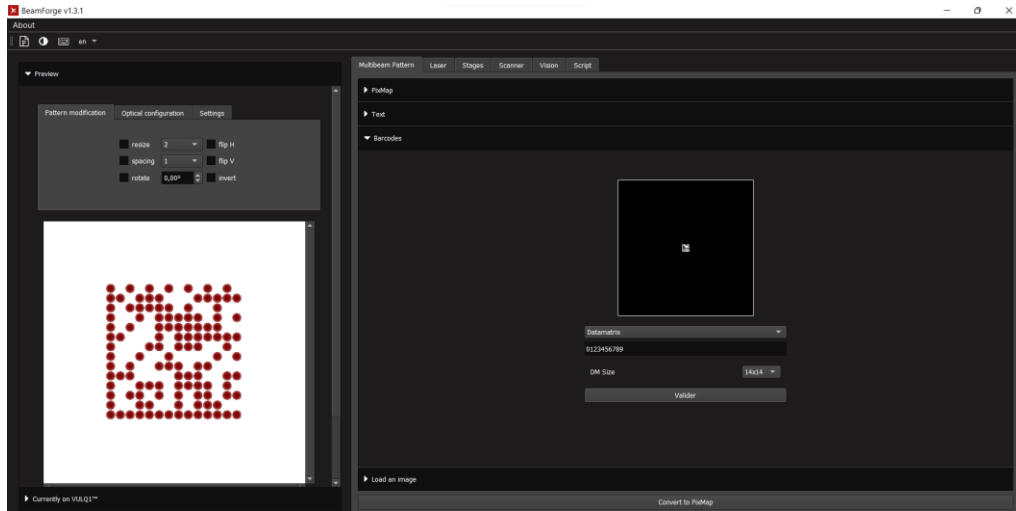 BeamForge v1.3.1
About
en
Preview
Pattern modification Optical configuration Settings
resize 2 flip H
spacing 1 flip V
rotate 0,00° invert
Currently on VULQ1™
Multibeam Pattern Laser Stages Scanner Vision Script
PixMap
Text
Barcodes
Datamatrix
0123456789
DM Size 14x14
Valider
Load an image
Convert to PixMap